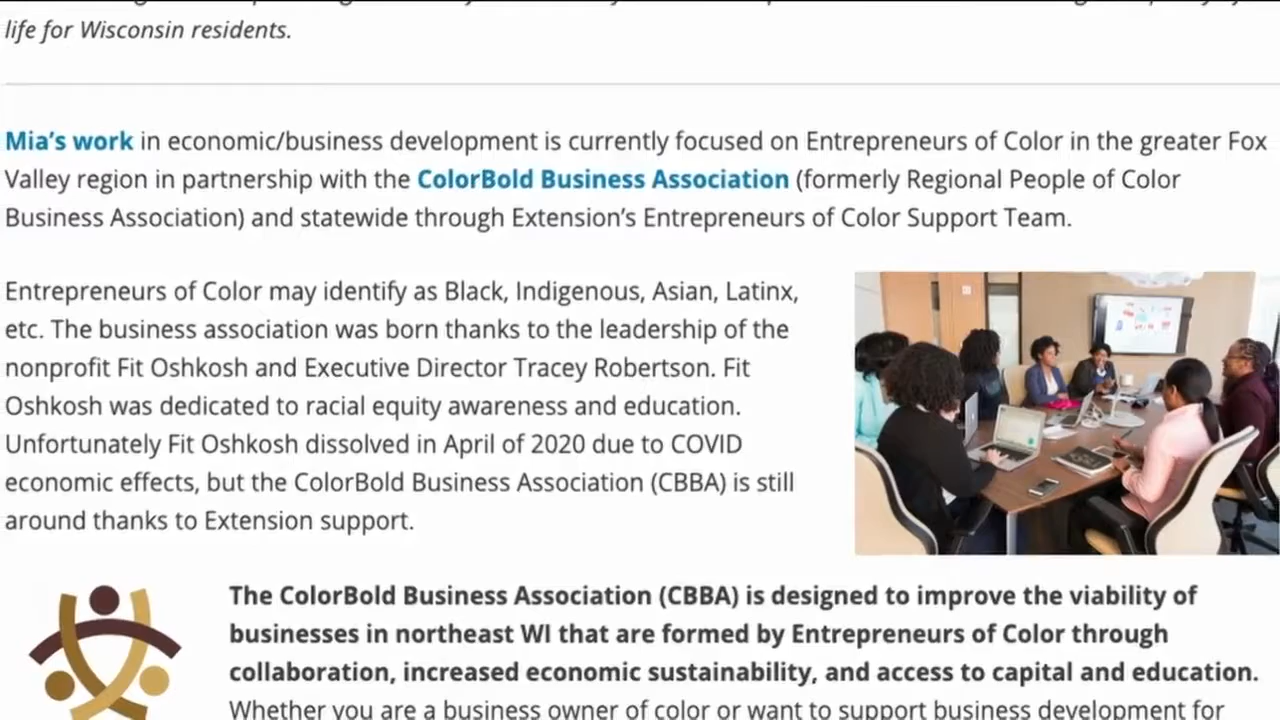 life for Wisconsin residents.
Mia's work in economic/business development is currently focused on Entrepreneurs of Color in the greater Fox
Valley region in partnership with the ColorBold Business Association (formerly Regional People of Color
Business Association) and statewide through Extension's Entrepreneurs of Color Support Team.
Entrepreneurs of Color may identify as Black, Indigenous, Asian, Latinx,
etc. The business association was born thanks to the leadership of the
nonprofit Fit Oshkosh and Executive Director Tracey Robertson. Fit
Oshkosh was dedicated to racial equity awareness and education.
Unfortunately Fit Oshkosh dissolved in April of 2020 due to COVID
economic effects, but the ColorBold Business Association (CBBA) is still
around thanks to Extension support.
The ColorBold Business Association (CBBA) is designed to improve the viability of
businesses in northeast WI that are formed by Entrepreneurs of Color through
collaboration, increased economic sustainability, and access to capital and education.
Whether you are a business owner of color or want to support business development for